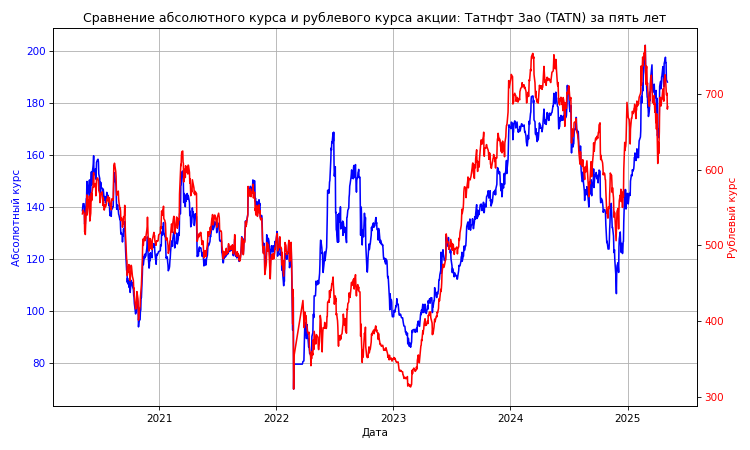 Сравнение абсолютного курса и рублевого курса акции: Татнфт 3ао (TATN) за пять лет
200
180
160
140
120
100
80
Абсолютный курс
700
600
500
400
300
Рублевый курс
2021 2022 2023 2024 2025
Дата